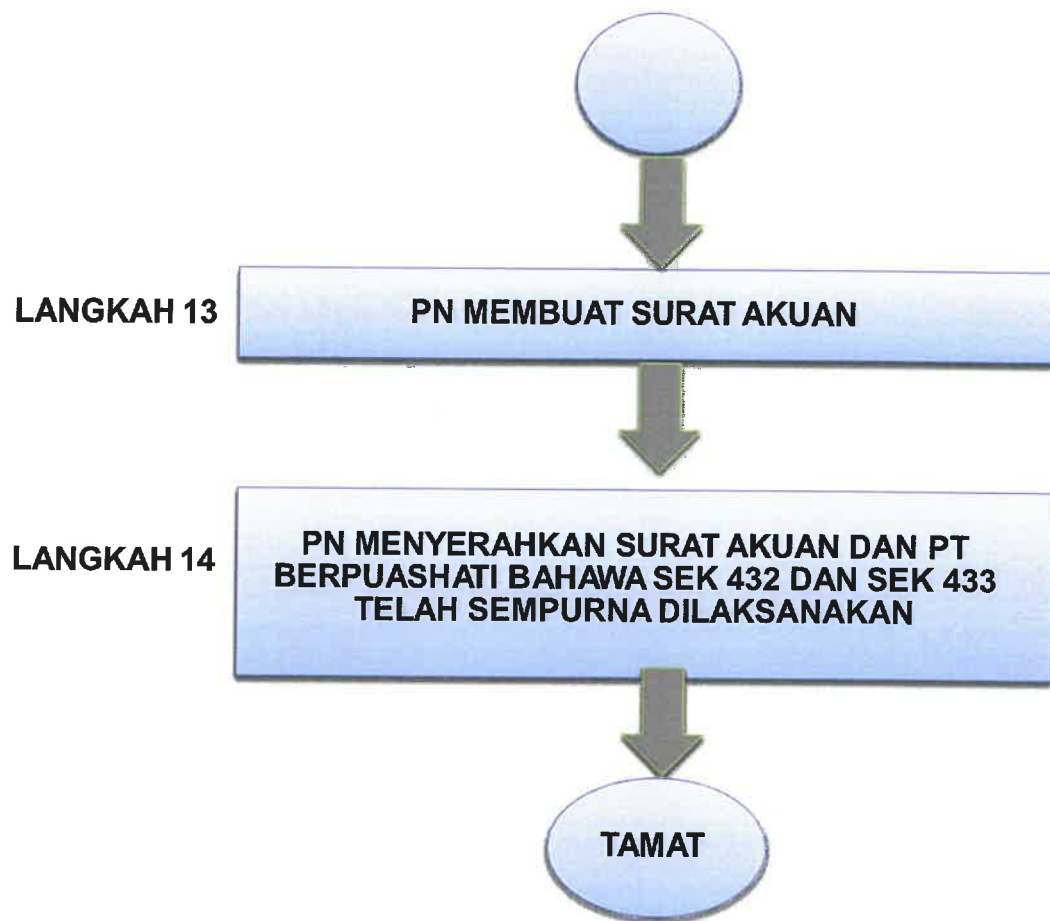 LANGKAH 13
PN MEMBUAT SURAT AKUAN
LANGKAH 14
PN MENYERAHKAN SURAT AKUAN DAN PT
BERPUASHATI BAHAWA SEK 432 DAN SEK 433
TELAH SEMPURNA DILAKSANAKAN
TAMAT